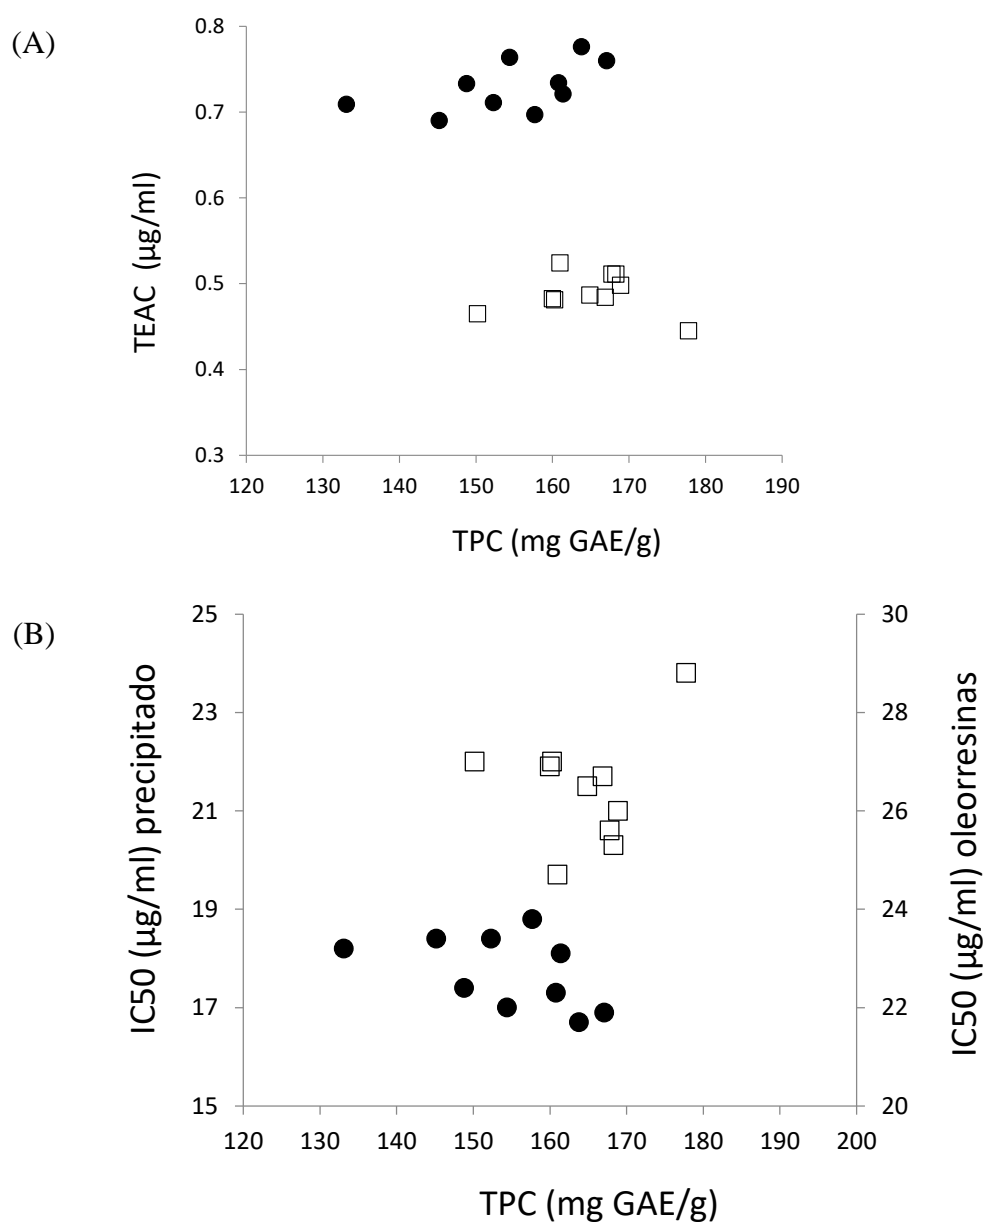 (A)
TEAC (µg/ml)
0.8
0.7
0.6
0.5
0.4
0.3
120 130 140 150 160 170 180 190
TPC (mg GAE/g)
(B)
IC50 (µg/ml) precipitado
25
23
21
19
17
15
30
28
26
24
22
20
IC50 (µg/ml) oleorresinas
120 130 140 150 160 170 180 190 200
TPC (mg GAE/g)